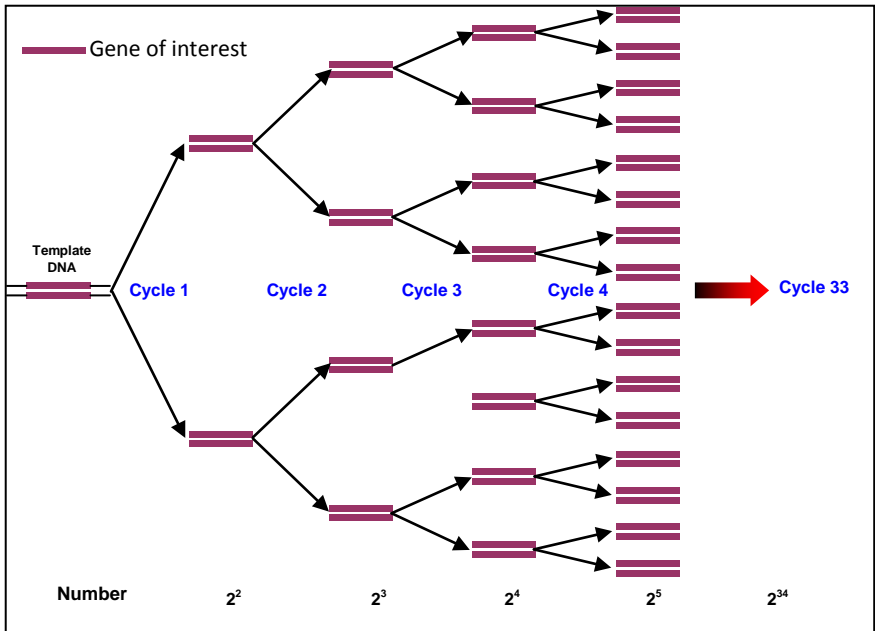 Gene of interest
Template
DNA
Cycle 1 Cycle 2 Cycle 3 Cycle 4 Cycle 33
Number 2² 2³ 2⁴ 2⁵ 2³⁴